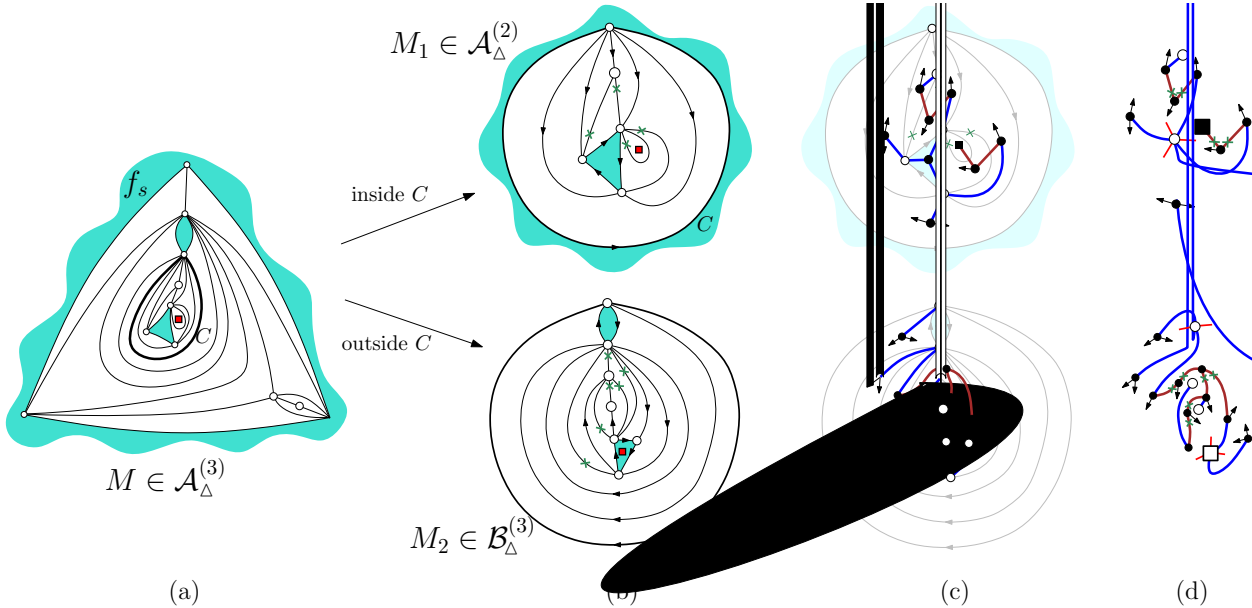 f_s
C
M ∈ 𝒜_△^(3)
(a)
inside C
outside C
M_1 ∈ 𝒜_△^(2)
C
M_2 ∈ ℬ_△^(3)
(b)
(c)
(d)